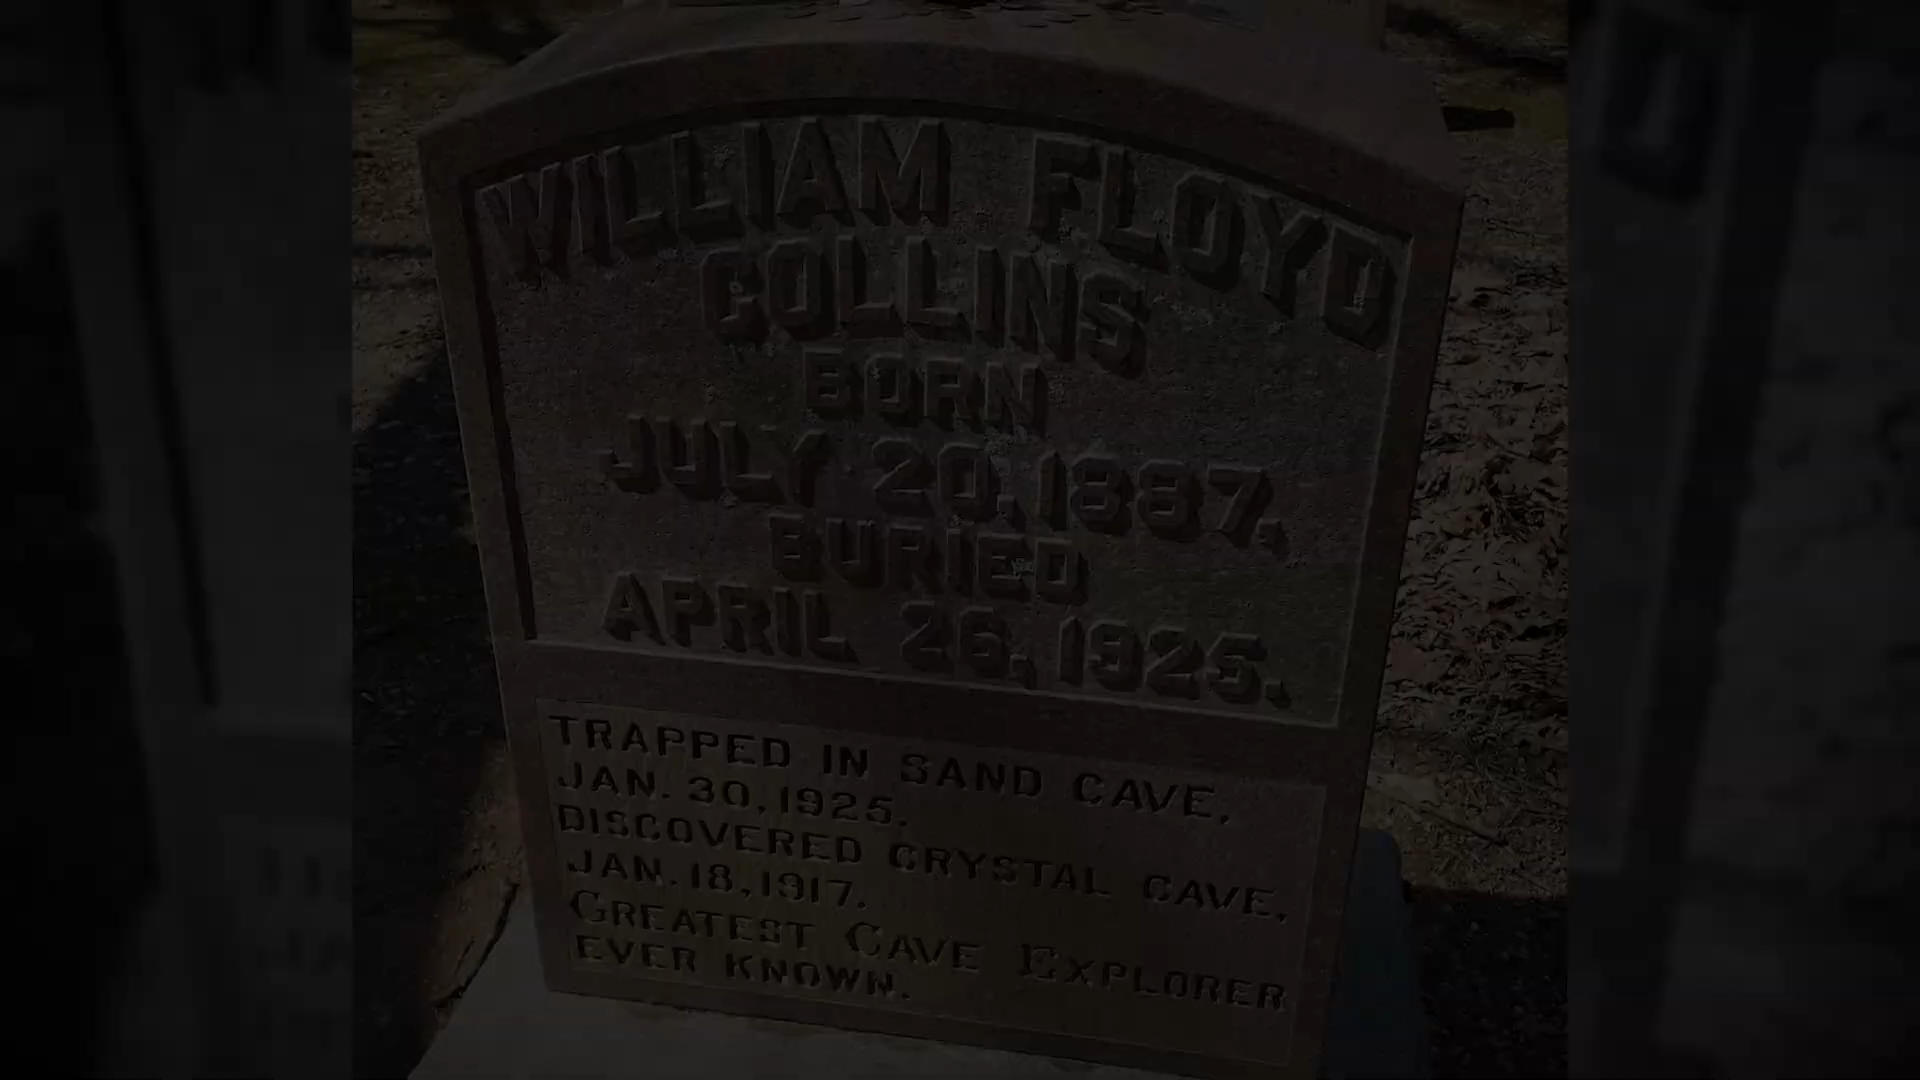 WILLIAM FLOYD
COLLINS
BORN
JULY 20, 1887.
BURIED
APRIL 26, 1925.
TRAPPED IN SAND CAVE,
JAN. 30, 1925.
DISCOVERED CRYSTAL CAVE,
JAN. 18, 1917.
GREATEST CAVE EXPLORER
EVER KNOWN.